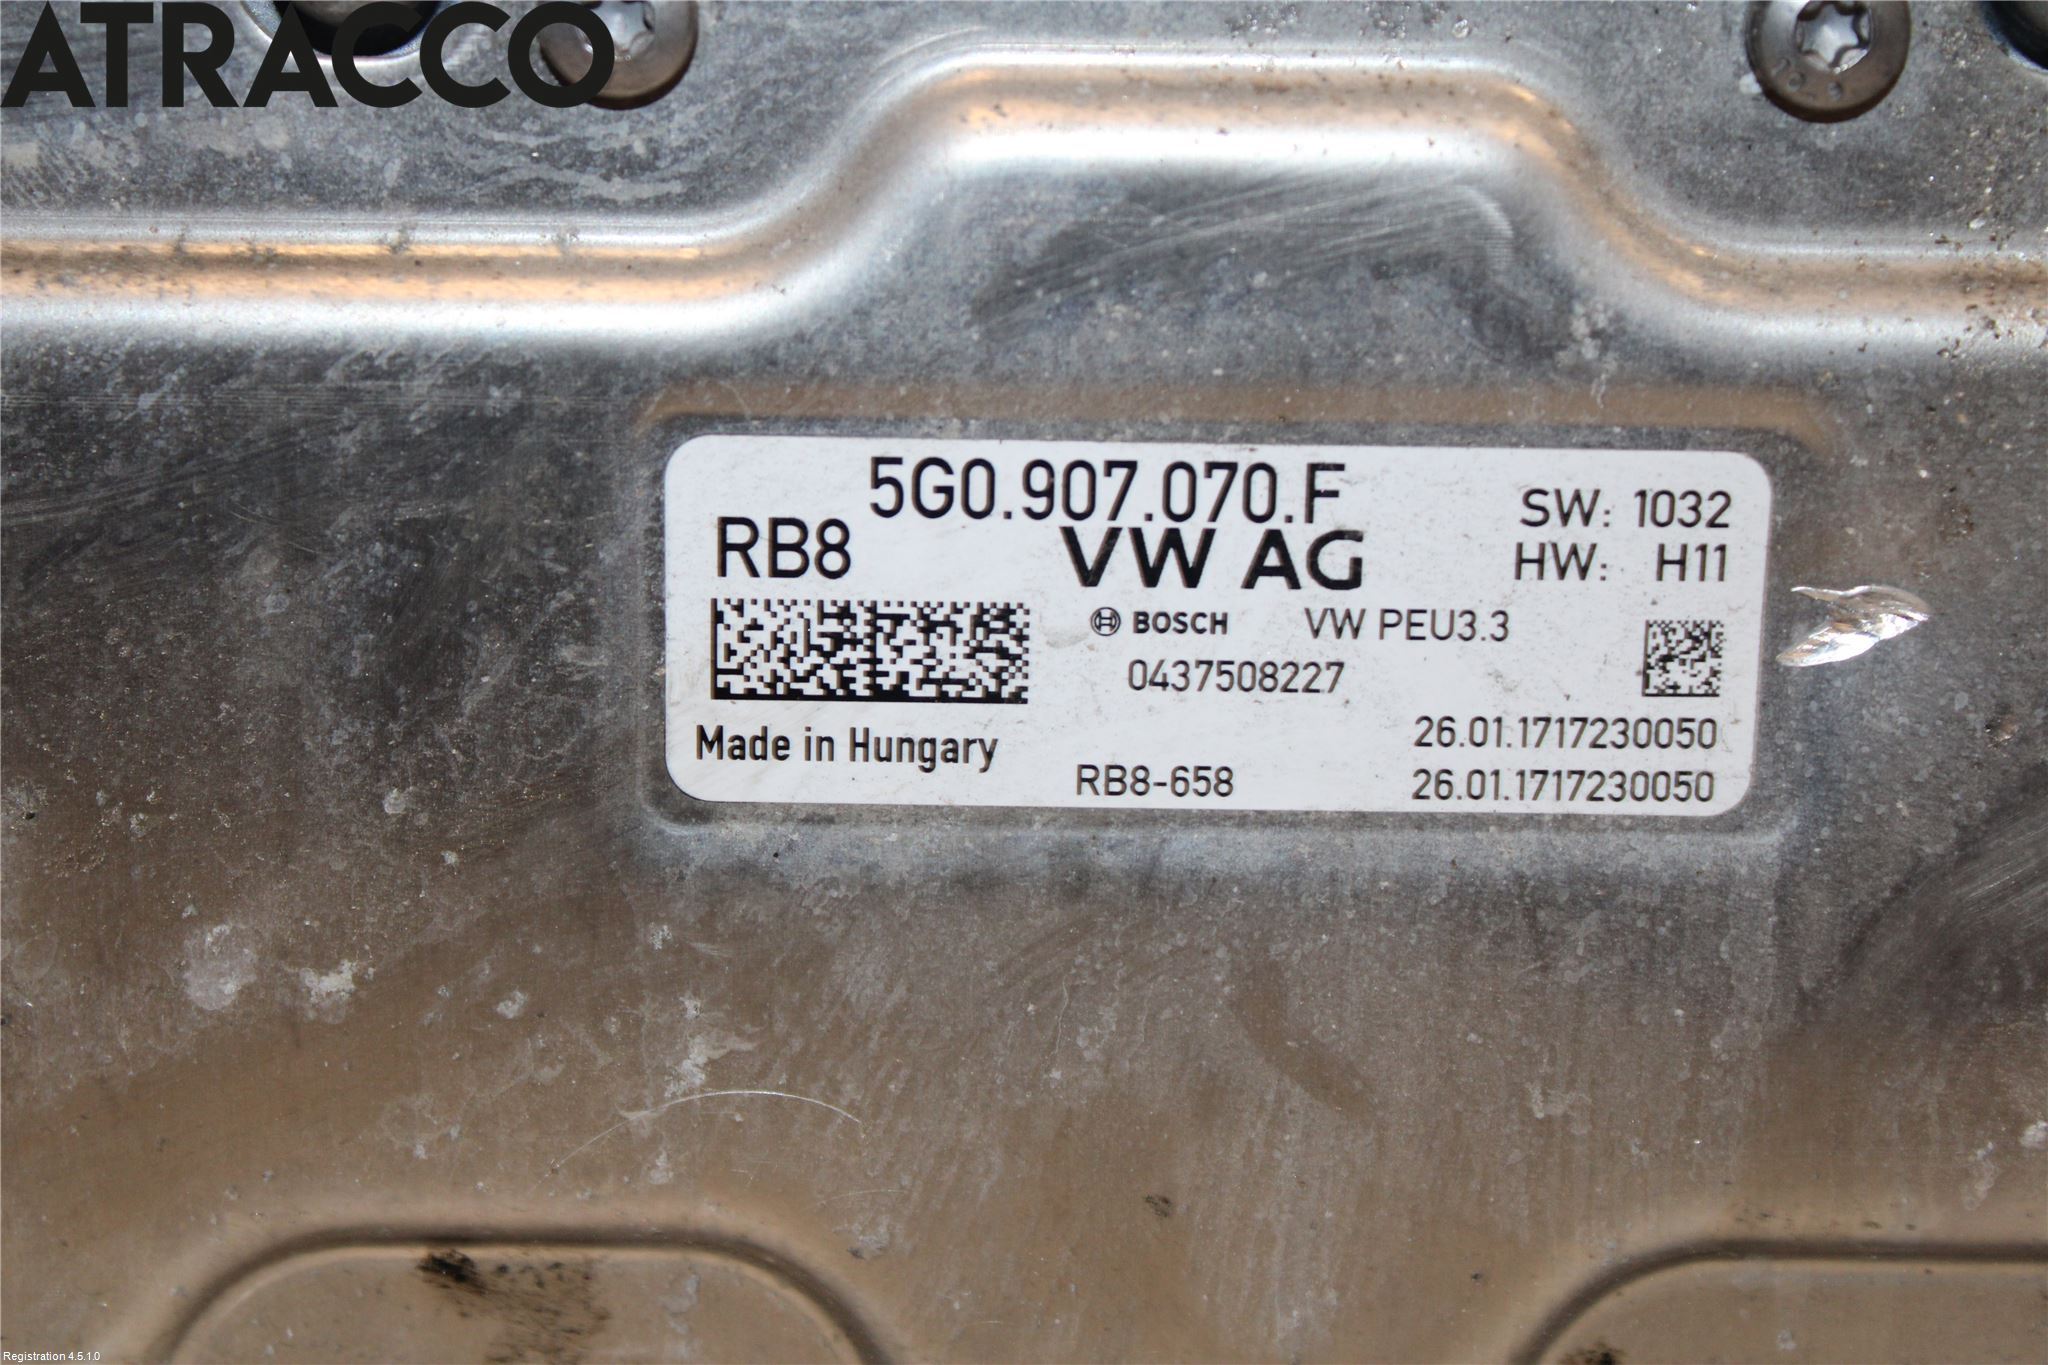 ATRACCO
5G0.907.070.F
RB8
VW AG
SW: 1032
HW: H11
BOSCH VW PEU3.3
0437508227
Made in Hungary
RB8-658
26.01.1717230050
26.01.1717230050
Registration 4.5.1.0